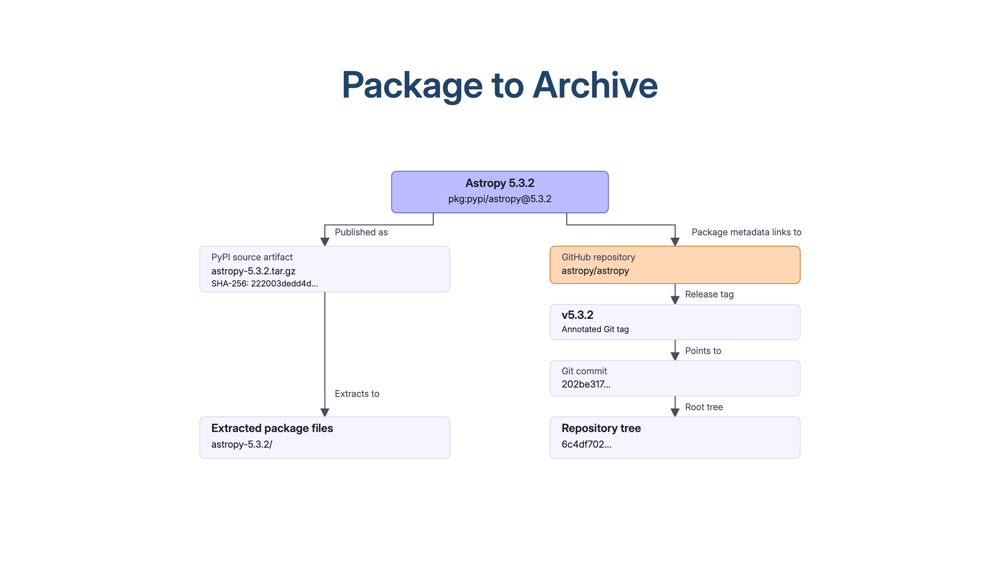 Package to Archive
Astropy 5.3.2
pkg:pypi/astropy@5.3.2
Published as
Package metadata links to
PyPI source artifact
astropy-5.3.2.tar.gz
SHA-256: 222003dedd4d...
GitHub repository
astropy/astropy
Release tag
v5.3.2
Annotated Git tag
Points to
Git commit
202be317...
Extracts to
Root tree
Extracted package files
astropy-5.3.2/
Repository tree
6c4df702...